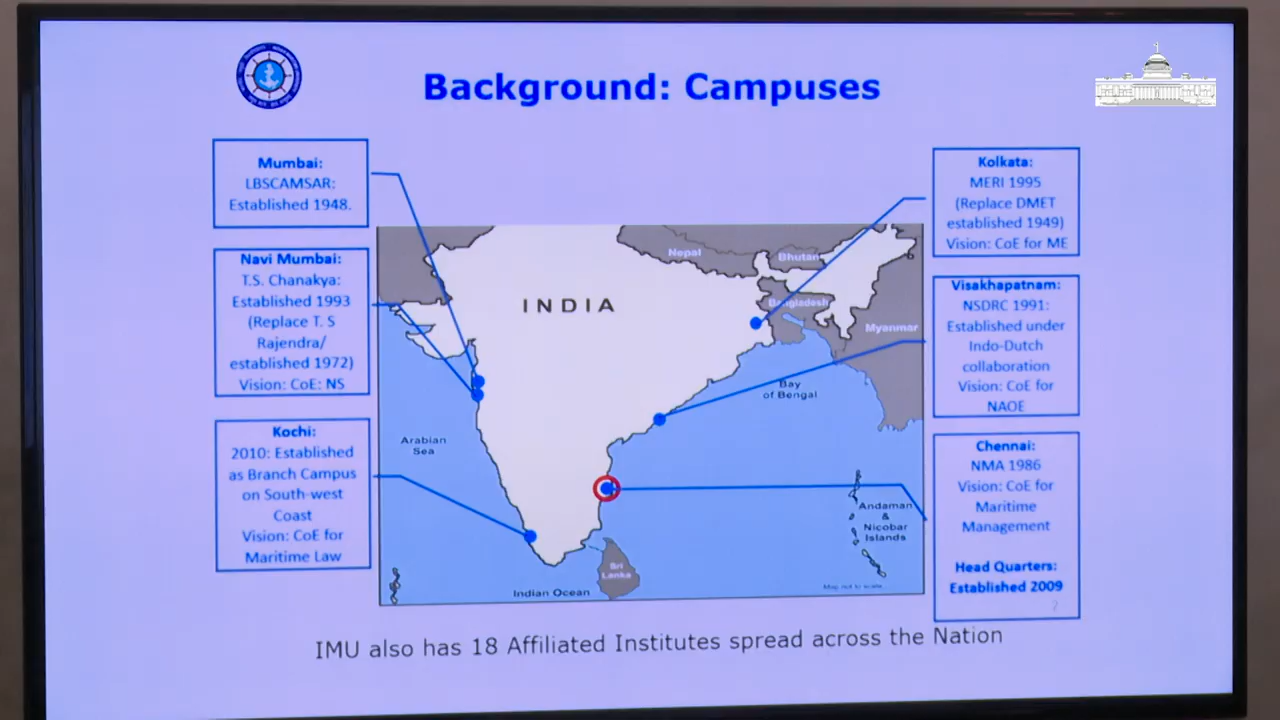 Background: Campuses
Mumbai:
LBSCAMSAR:
Established 1948.
Navi Mumbai:
T.S. Chanakya:
Established 1993
(Replace T. S
Rajendra/
established 1972)
Vision: CoE: NS
Kochi:
2010: Established
as Branch Campus
on South-west
Coast
Vision: CoE for
Maritime Law
INDIA
Nepal
Bhutan
Bangladesh
Myanmar
Bay
of Bengal
Arabian
Sea
Andaman
&
Nicobar
Islands
Sri
Lanka
Indian Ocean
Map not to scale
Kolkata:
MERI 1995
(Replace DMET
established 1949)
Vision: CoE for ME
Visakhapatnam:
NSDRC 1991:
Established under
Indo-Dutch
collaboration
Vision: CoE for
NAOE
Chennai:
NMA 1986
Vision: CoE for
Maritime
Management
Head Quarters:
Established 2009
2
IMU also has 18 Affiliated Institutes spread across the Nation